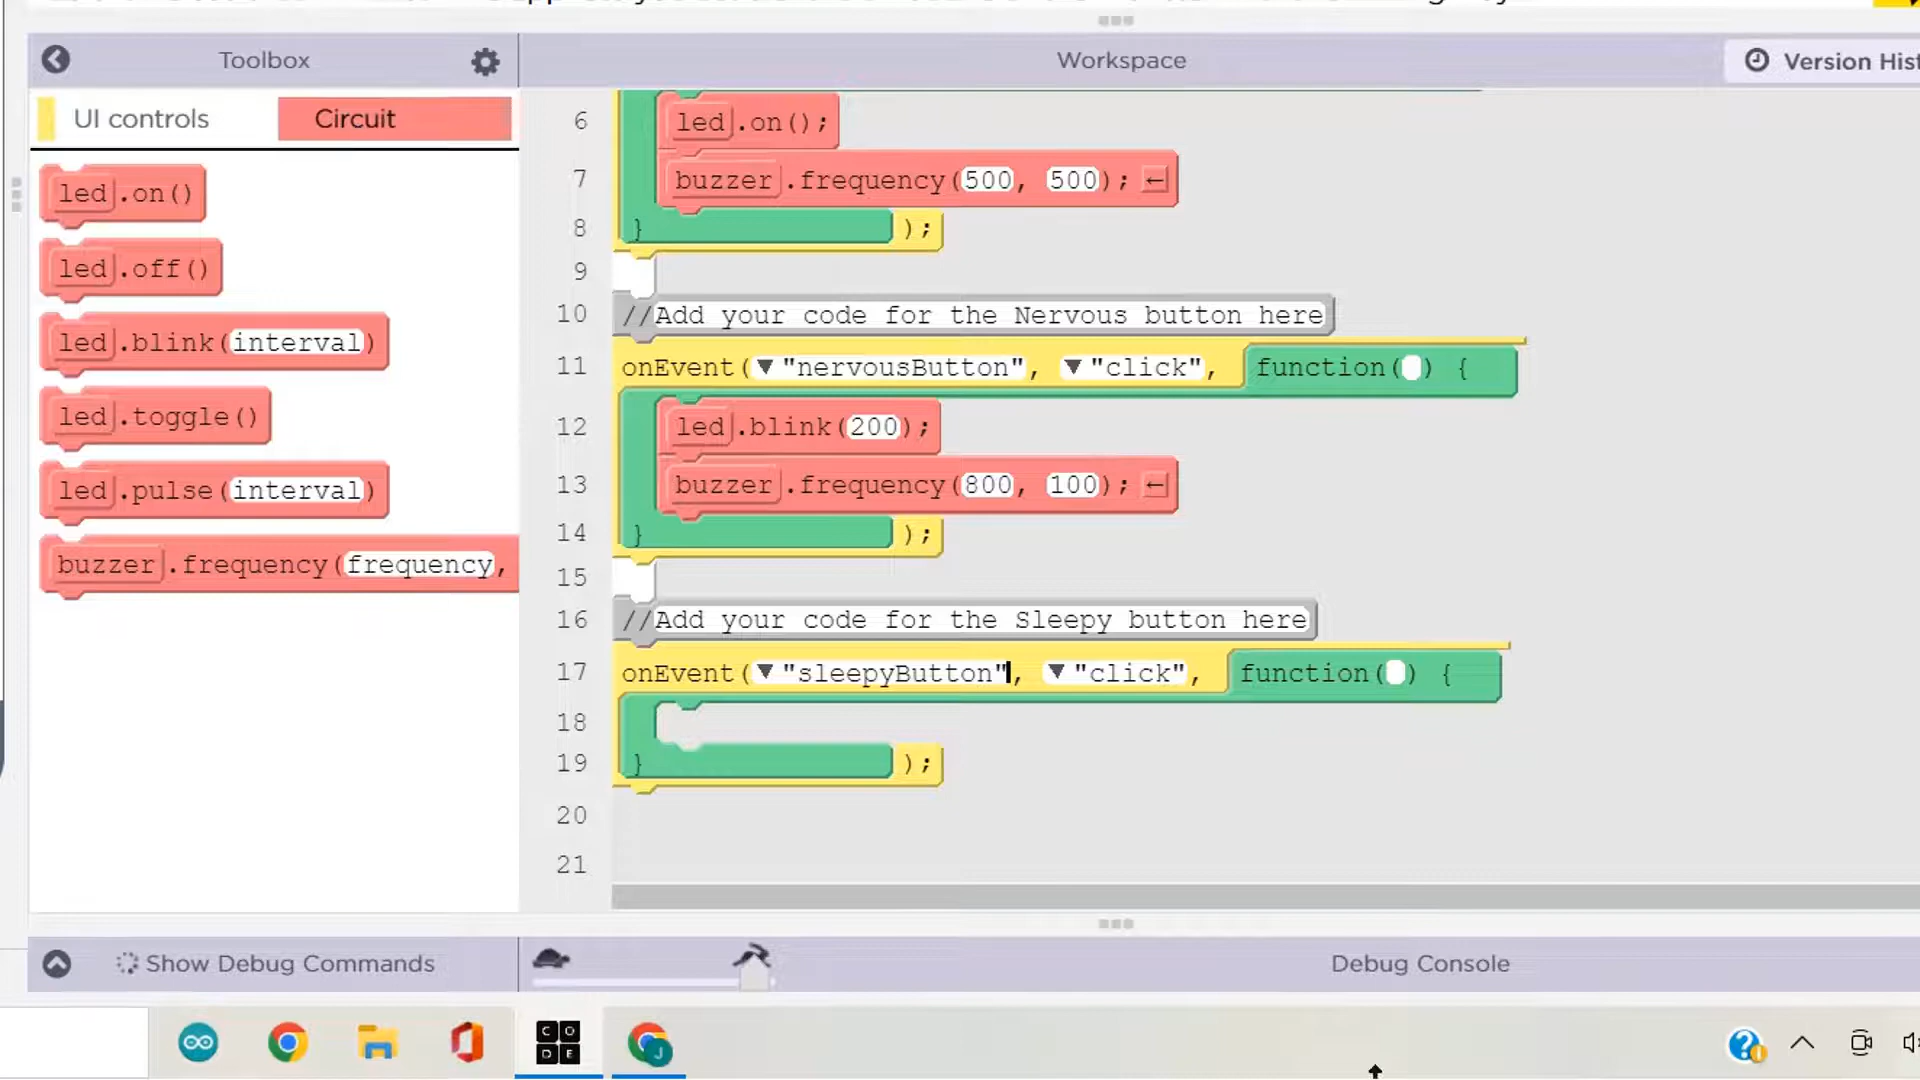 Toolbox
Workspace
Version Hist
UI controls
Circuit
led.on()
led.off()
led.blink(interval)
led.toggle()
led.pulse(interval)
buzzer.frequency(frequency,
6 led.on();
7 buzzer.frequency(500, 500); ←
8 } );
9
10 //Add your code for the Nervous button here
11 onEvent(▼"nervousButton", ▼"click", function( ) {
12 led.blink(200);
13 buzzer.frequency(800, 100); ←
14 } );
15
16 //Add your code for the Sleepy button here
17 onEvent(▼"sleepyButton", ▼"click", function( ) {
18
19 } );
20
21
Show Debug Commands
Debug Console
C O
D E
J